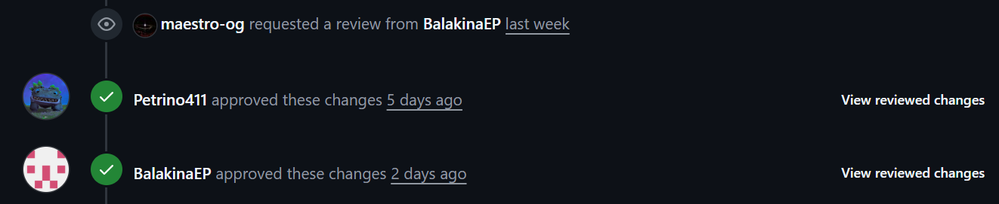 maestro-og requested a review from BalakinaEP last week
Petrino411 approved these changes 5 days ago View reviewed changes
BalakinaEP approved these changes 2 days ago View reviewed changes